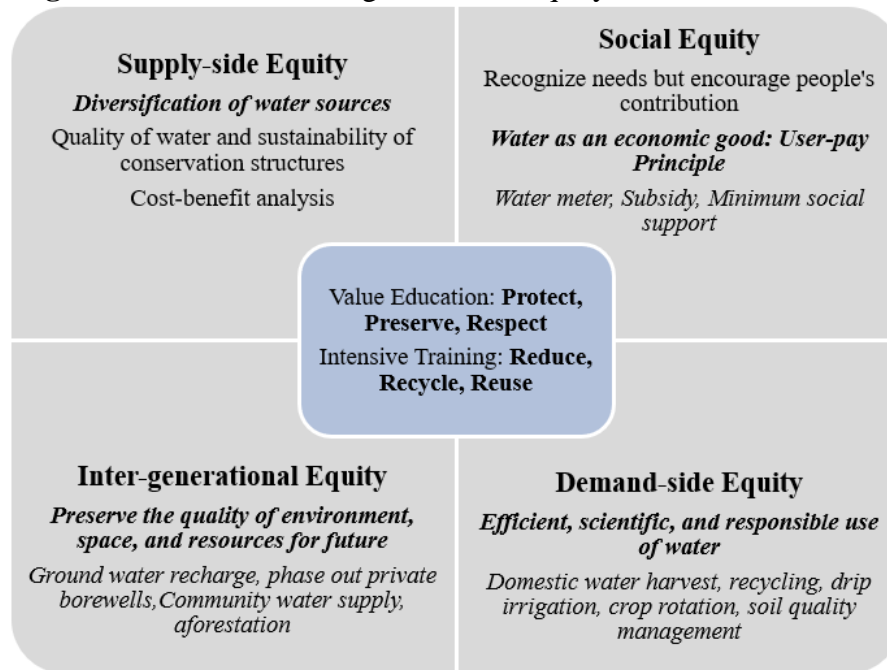 Supply-side Equity
Diversification of water sources
Quality of water and sustainability of
conservation structures
Cost-benefit analysis
Social Equity
Recognize needs but encourage people's
contribution
Water as an economic good: User-pay
Principle
Water meter, Subsidy, Minimum social
support
Value Education: Protect,
Preserve, Respect
Intensive Training: Reduce,
Recycle, Reuse
Inter-generational Equity
Preserve the quality of environment,
space, and resources for future
Ground water recharge, phase out private
borewells,Community water supply,
aforestation
Demand-side Equity
Efficient, scientific, and responsible use
of water
Domestic water harvest, recycling, drip
irrigation, crop rotation, soil quality
management